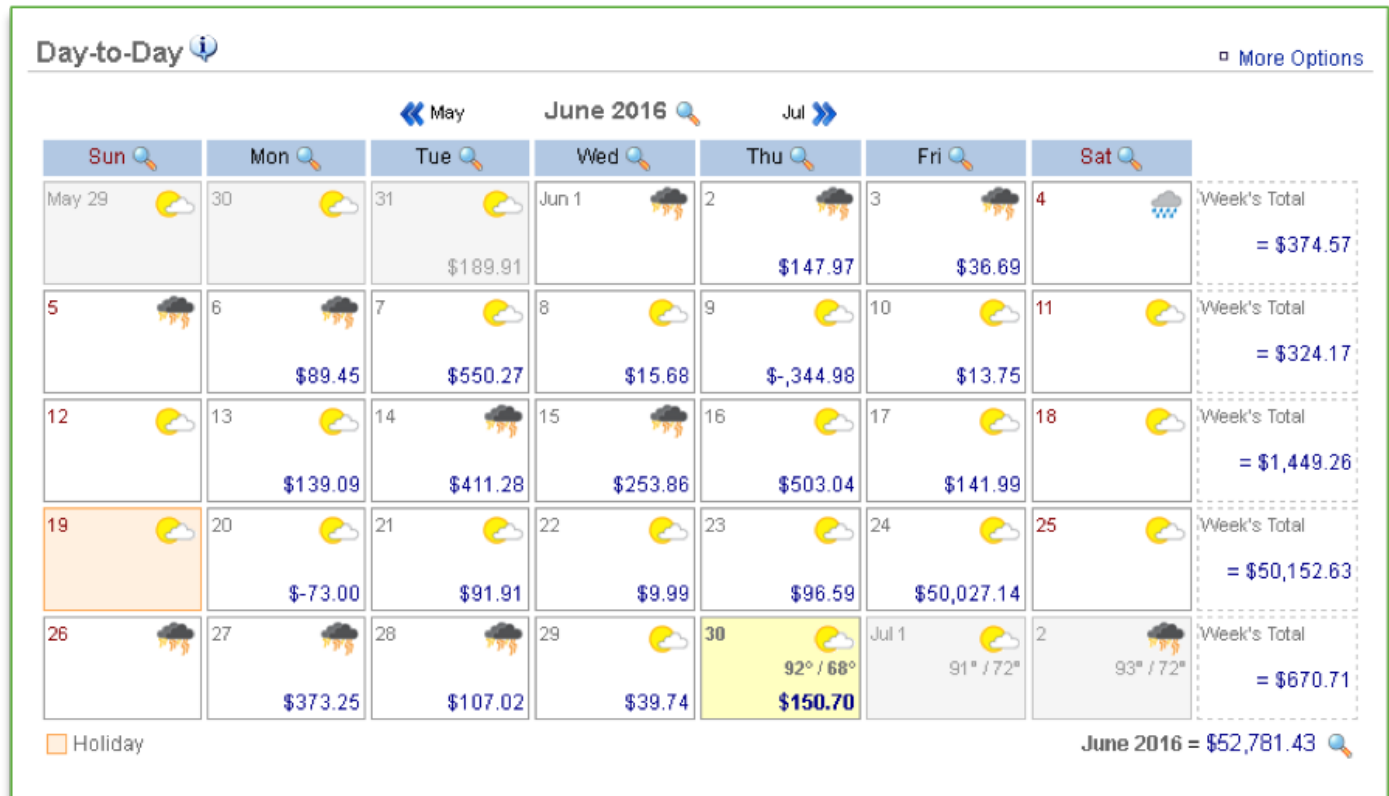 Day-to-Day
More Options
May June 2016 Jul
Sun Mon Tue Wed Thu Fri Sat
May 29 30 31 Jun 1 2 3 4 Week's Total
$189.91 $147.97 $36.69 = $374.57
5 6 7 8 9 10 11 Week's Total
$89.45 $550.27 $15.68 $-,344.98 $13.75 = $324.17
12 13 14 15 16 17 18 Week's Total
$139.09 $411.28 $253.86 $503.04 $141.99 = $1,449.26
19 20 21 22 23 24 25 Week's Total
$-73.00 $91.91 $9.99 $96.59 $50,027.14 = $50,152.63
26 27 28 29 30 Jul 1 2 Week's Total
92° / 68° 91° / 72° 93° / 72°
$373.25 $107.02 $39.74 $150.70 = $670.71
Holiday June 2016 = $52,781.43